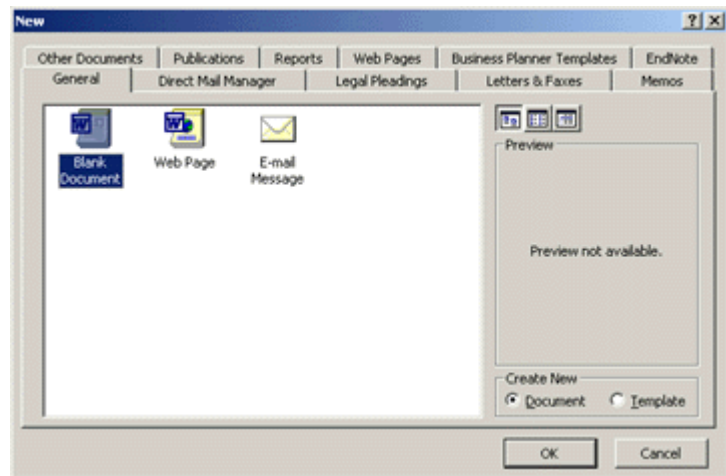 New
Other Documents Publications Reports Web Pages Business Planner Templates EndNote
General Direct Mail Manager Legal Pleadings Letters & Faxes Memos
Blank Document
Web Page
E-mail Message
Preview
Preview not available.
Create New
Document Template
OK Cancel